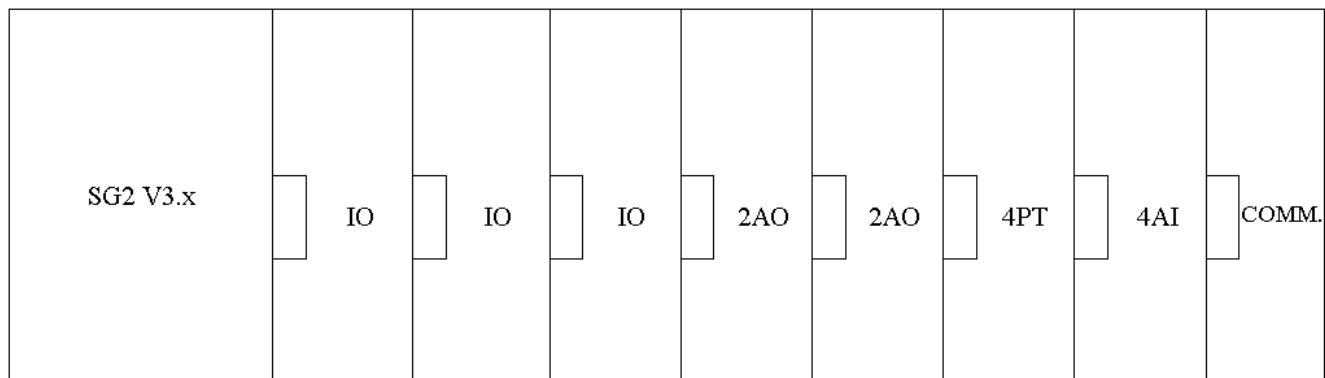 SG2 V3.x
IO
IO
IO
2AO
2AO
4PT
4AI
COMM.